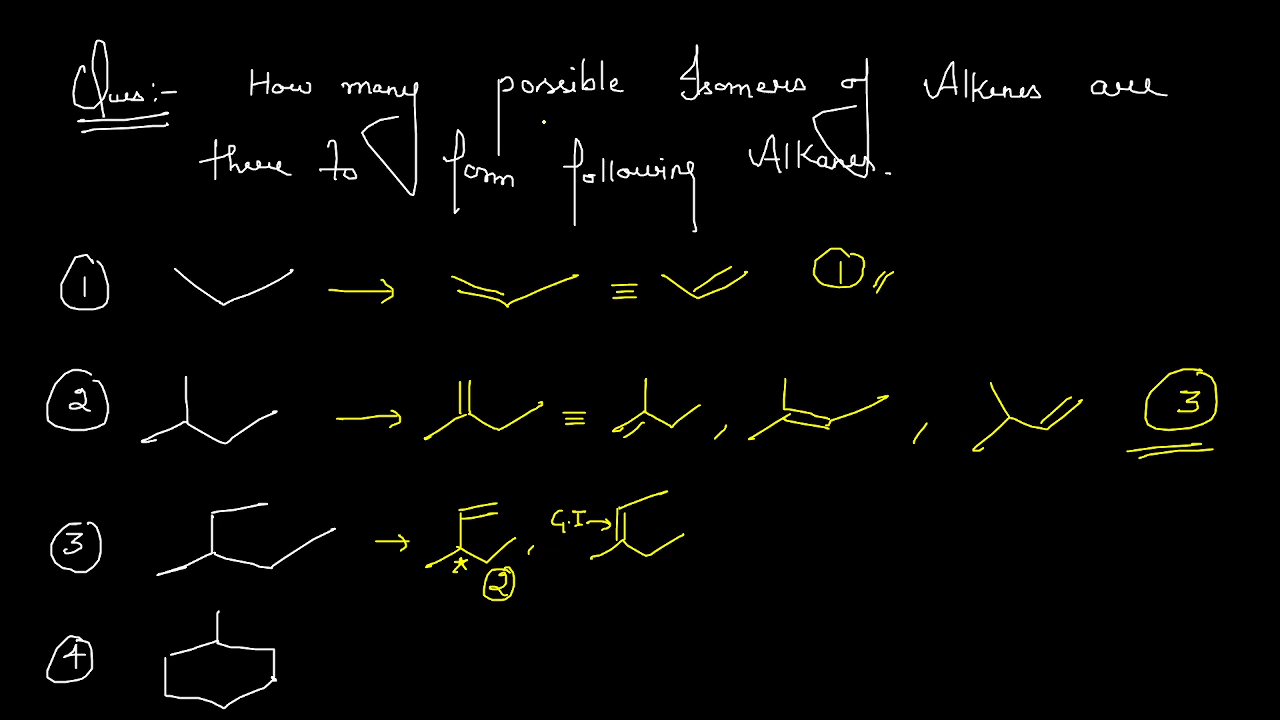 Ques:- How many possible Isomers of Alkenes are
there to form following Alkanes.
① → ≡ ①
② → ≡ , , ③
③ → * ② , G.I→
④